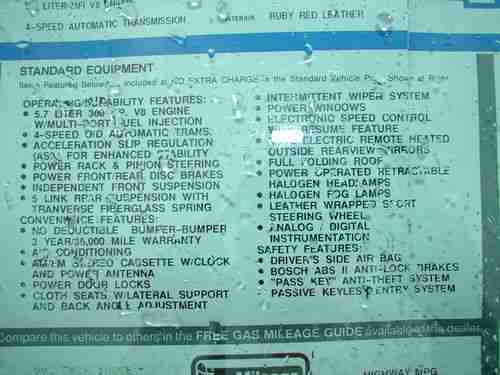 4-SPEED AUTOMATIC TRANSMISSION
RUBY RED LEATHER
STANDARD EQUIPMENT
Items Featured Below included at NO EXTRA CHARGE in the Standard Vehicle Shown at Right
OPERATING/DURABILITY FEATURES:
• 5.7 LITER 300 V8 ENGINE
W/MULTI-PORT FUEL INJECTION
• 4-SPEED O/D AUTOMATIC TRANS.
• ACCELERATION SLIP REGULATION
(ASR) FOR ENHANCED STABILITY
• POWER RACK & PINION STEERING
• POWER FRONT/REAR DISC BRAKES
• INDEPENDENT FRONT SUSPENSION
• 5 LINK REAR SUSPENSION WITH
TRANVERSE FIBERGLASS SPRING
CONVENIENCE FEATURES:
• NO DEDUCTIBLE BUMPER-BUMPER
3 YEAR/36,000 MILE WARRANTY
• AIR CONDITIONING
• AM/FM STEREO CASSETTE W/CLOCK
AND POWER ANTENNA
• POWER DOOR LOCKS
• CLOTH SEATS W/LATERAL SUPPORT
AND BACK ANGLE ADJUSTMENT
• INTERMITTENT WIPER SYSTEM
• POWER WINDOWS
• ELECTRONIC SPEED CONTROL
RESUME FEATURE
ELECTRIC REMOTE HEATED
OUTSIDE REARVIEW MIRRORS
• FULL FOLDING ROOF
• POWER OPERATED RETRACTABLE
HALOGEN HEADLAMPS
• HALOGEN FOG LAMPS
• LEATHER WRAPPED SPORT
STEERING WHEEL
• ANALOG / DIGITAL
INSTRUMENTATION
SAFETY FEATURES:
• DRIVER'S SIDE AIR BAG
• BOSCH ABS II ANTI-LOCK BRAKES
• "PASS KEY" ANTI-THEFT SYSTEM
• PASSIVE KEYLESS ENTRY SYSTEM
Compare this vehicle to others in the FREE GAS MILEAGE GUIDE available at the dealer.
Mileage
HIGHWAY MPG